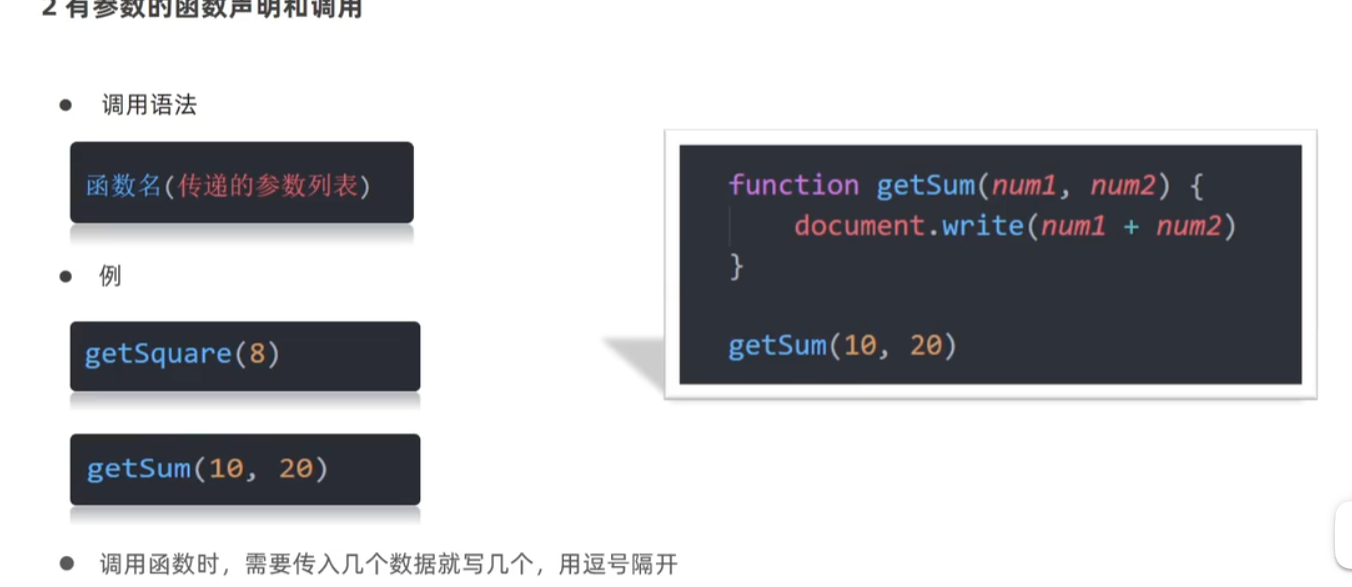 2 有参数的函数声明和调用
● 调用语法
函数名(传递的参数列表)
● 例
getSquare(8)
getSum(10, 20)
● 调用函数时，需要传入几个数据就写几个，用逗号隔开
function getSum(num1, num2) {
    document.write(num1 + num2)
}
getSum(10, 20)